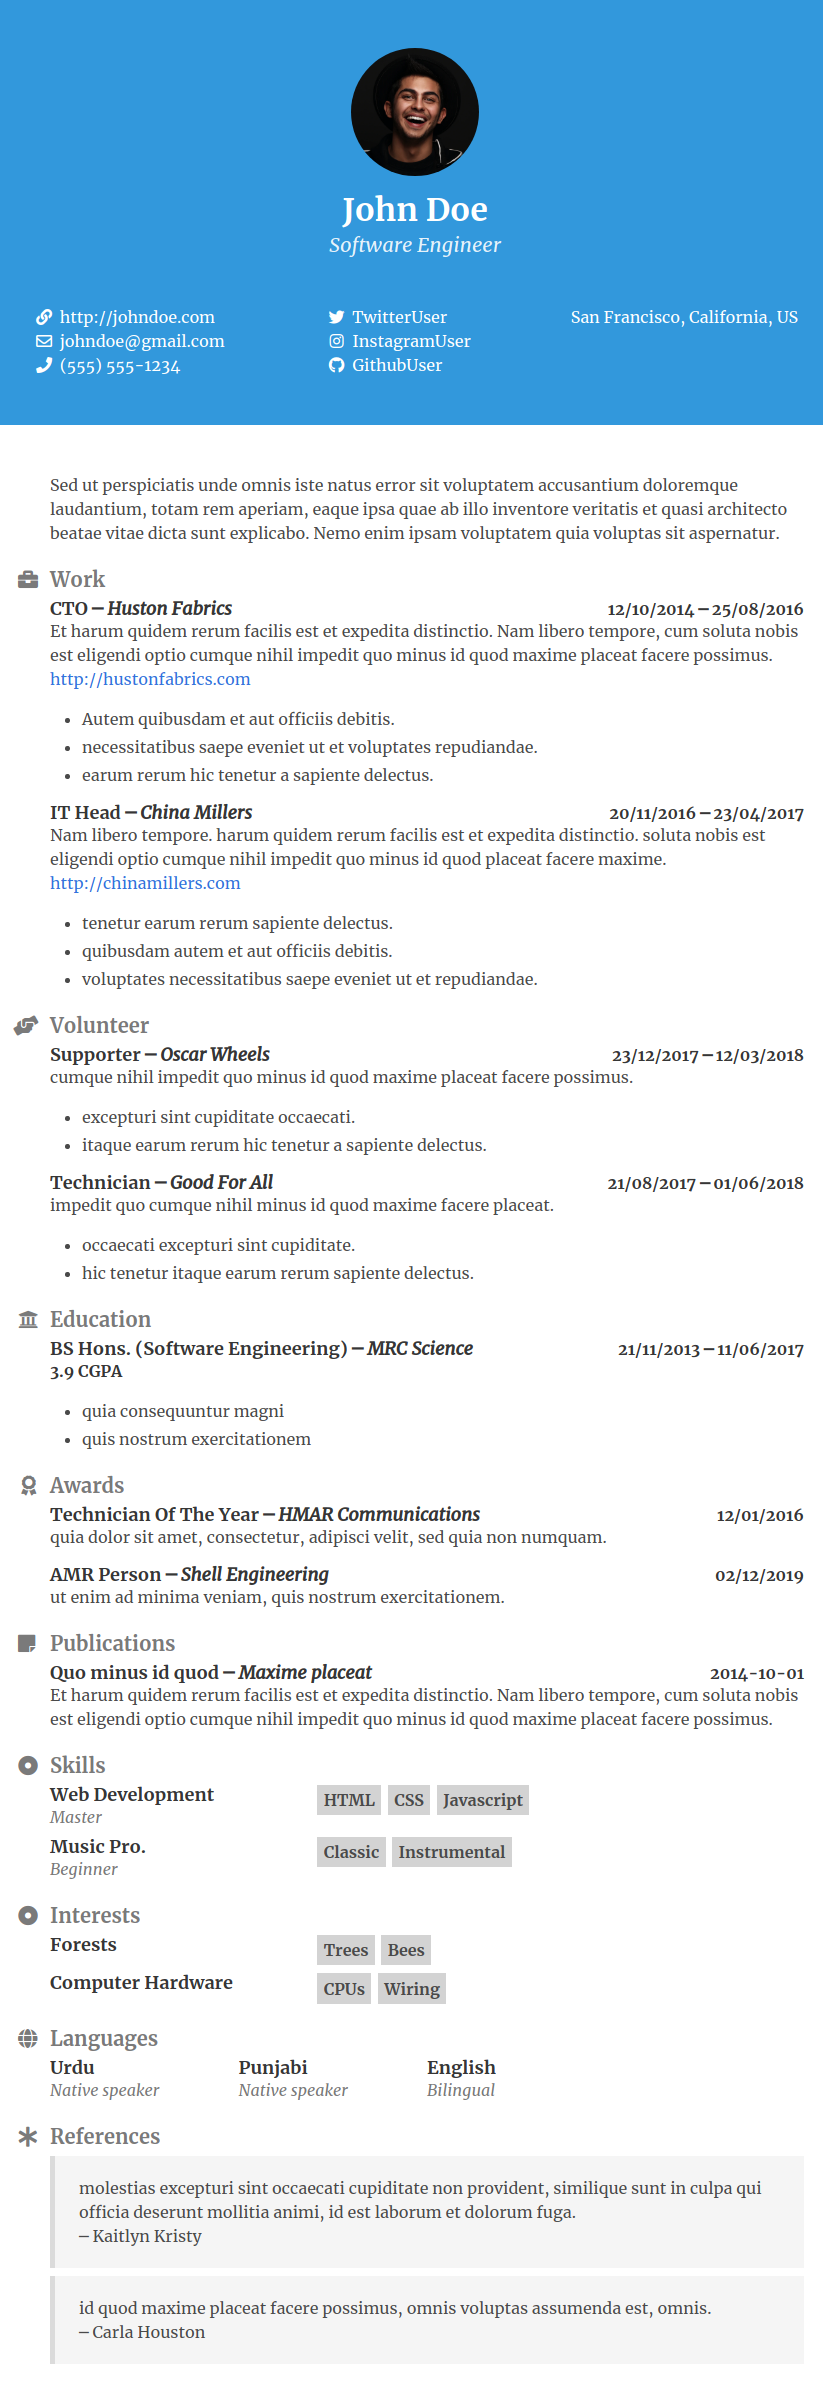 John Doe
Software Engineer
http://johndoe.com
johndoe@gmail.com
(555) 555-1234
TwitterUser
InstagramUser
GithubUser
San Francisco, California, US
Sed ut perspiciatis unde omnis iste natus error sit voluptatem accusantium doloremque
laudantium, totam rem aperiam, eaque ipsa quae ab illo inventore veritatis et quasi architecto
beatae vitae dicta sunt explicabo. Nemo enim ipsam voluptatem quia voluptas sit aspernatur.
Work
CTO – Huston Fabrics 12/10/2014 – 25/08/2016
Et harum quidem rerum facilis est et expedita distinctio. Nam libero tempore, cum soluta nobis
est eligendi optio cumque nihil impedit quo minus id quod maxime placeat facere possimus.
http://hustonfabrics.com
• Autem quibusdam et aut officiis debitis.
• necessitatibus saepe eveniet ut et voluptates repudiandae.
• earum rerum hic tenetur a sapiente delectus.
IT Head – China Millers 20/11/2016 – 23/04/2017
Nam libero tempore. harum quidem rerum facilis est et expedita distinctio. soluta nobis est
eligendi optio cumque nihil impedit quo minus id quod placeat facere maxime.
http://chinamillers.com
• tenetur earum rerum sapiente delectus.
• quibusdam autem et aut officiis debitis.
• voluptates necessitatibus saepe eveniet ut et repudiandae.
Volunteer
Supporter – Oscar Wheels 23/12/2017 – 12/03/2018
cumque nihil impedit quo minus id quod maxime placeat facere possimus.
• excepturi sint cupiditate occaecati.
• itaque earum rerum hic tenetur a sapiente delectus.
Technician – Good For All 21/08/2017 – 01/06/2018
impedit quo cumque nihil minus id quod maxime facere placeat.
• occaecati excepturi sint cupiditate.
• hic tenetur itaque earum rerum sapiente delectus.
Education
BS Hons. (Software Engineering) – MRC Science 21/11/2013 – 11/06/2017
3.9 CGPA
• quia consequuntur magni
• quis nostrum exercitationem
Awards
Technician Of The Year – HMAR Communications 12/01/2016
quia dolor sit amet, consectetur, adipisci velit, sed quia non numquam.
AMR Person – Shell Engineering 02/12/2019
ut enim ad minima veniam, quis nostrum exercitationem.
Publications
Quo minus id quod – Maxime placeat 2014-10-01
Et harum quidem rerum facilis est et expedita distinctio. Nam libero tempore, cum soluta nobis
est eligendi optio cumque nihil impedit quo minus id quod maxime placeat facere possimus.
Skills
Web Development HTML CSS Javascript
Master
Music Pro. Classic Instrumental
Beginner
Interests
Forests Trees Bees
Computer Hardware CPUs Wiring
Languages
Urdu Punjabi English
Native speaker Native speaker Bilingual
References
molestias excepturi sint occaecati cupiditate non provident, similique sunt in culpa qui
officia deserunt mollitia animi, id est laborum et dolorum fuga.
– Kaitlyn Kristy
id quod maxime placeat facere possimus, omnis voluptas assumenda est, omnis.
– Carla Houston